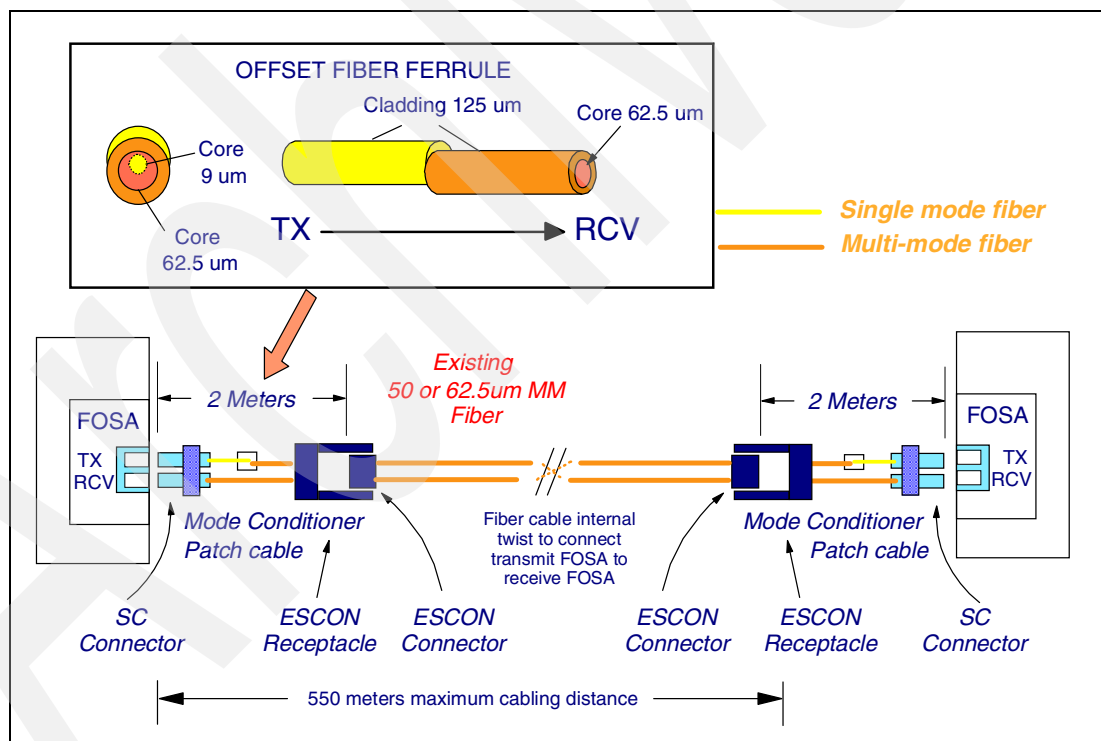 OFFSET FIBER FERRULE
Cladding 125 um
Core 62.5 um
Core
9 um
Core
62.5 um
TX
RCV
Single mode fiber
Multi-mode fiber
Existing
50 or 62.5um MM
Fiber
2 Meters
2 Meters
FOSA
TX
RCV
FOSA
TX
RCV
Mode Conditioner
Patch cable
Fiber cable internal
twist to connect
transmit FOSA to
receive FOSA
Mode Conditioner
Patch cable
SC
Connector
ESCON
Receptacle
ESCON
Connector
ESCON
Connector
ESCON
Receptacle
SC
Connector
550 meters maximum cabling distance